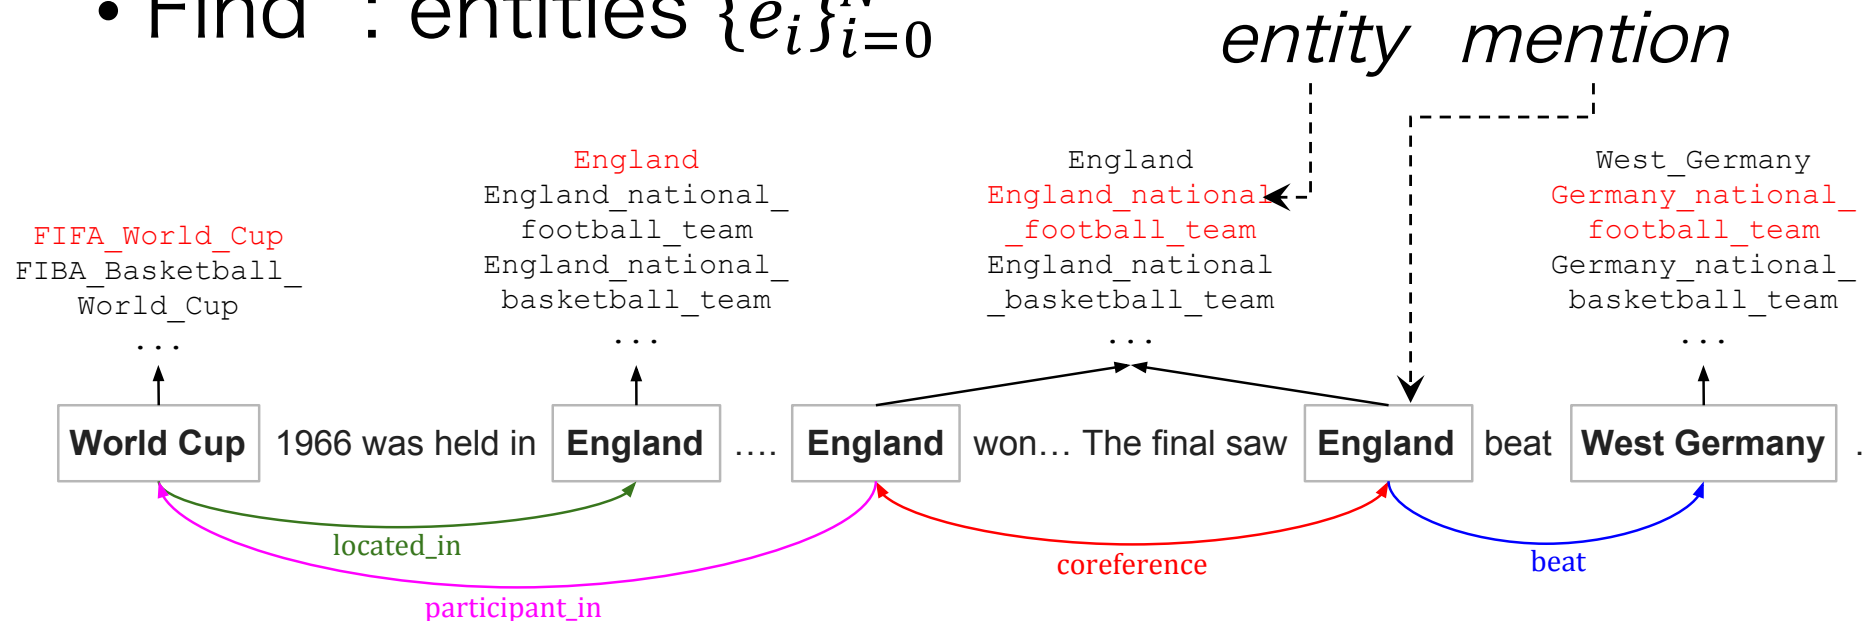 • Find : entities {e_i}_{i=0}
entity mention
FIFA_World_Cup
FIBA_Basketball_
World_Cup
...
England
England_national_
football_team
England_national_
basketball_team
...
England
England_national
_football_team
England_national
_basketball_team
...
West_Germany
Germany_national_
football_team
Germany_national_
basketball_team
...
World Cup 1966 was held in England .... England won... The final saw England beat West Germany .
located_in
participant_in
coreference
beat